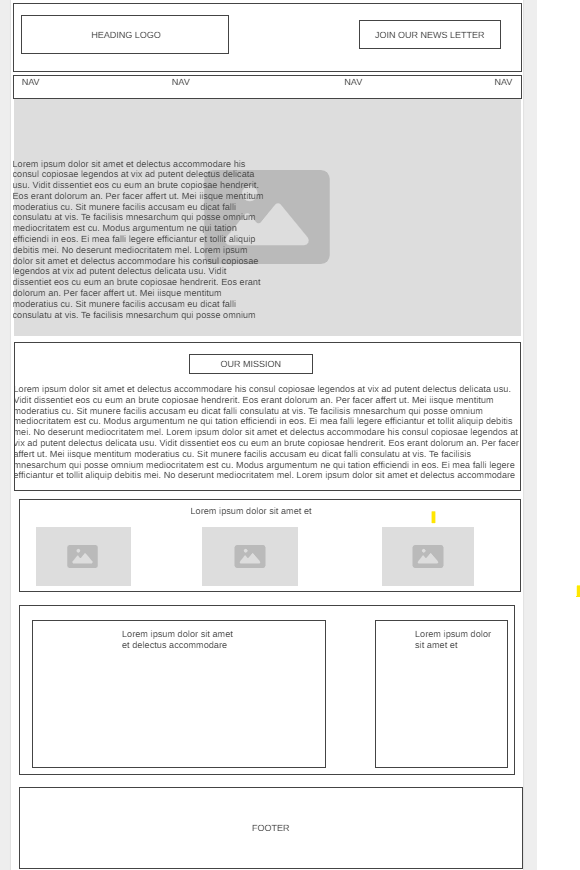 HEADING LOGO
JOIN OUR NEWS LETTER
NAV NAV NAV NAV
Lorem ipsum dolor sit amet et delectus accommodare his
consul copiosae legendos at vix ad putent delectus delicata
usu. Vidit dissentiet eos cu eum an brute copiosae hendrerit.
Eos erant dolorum an. Per facer affert ut. Mei iisque mentitum
moderatius cu. Sit munere facilis accusam eu dicat falli
consulatu at vis. Te facilisis mnesarchum qui posse omnium
mediocritatem est cu. Modus argumentum ne qui tation
efficiendi in eos. Ei mea falli legere efficiantur et tollit aliquip
debitis mei. No deserunt mediocritatem mel. Lorem ipsum
dolor sit amet et delectus accommodare his consul copiosae
legendos at vix ad putent delectus delicata usu. Vidit
dissentiet eos cu eum an brute copiosae hendrerit. Eos erant
dolorum an. Per facer affert ut. Mei iisque mentitum
moderatius cu. Sit munere facilis accusam eu dicat falli
consulatu at vis. Te facilisis mnesarchum qui posse omnium
OUR MISSION
Lorem ipsum dolor sit amet et delectus accommodare his consul copiosae legendos at vix ad putent delectus delicata usu.
Vidit dissentiet eos cu eum an brute copiosae hendrerit. Eos erant dolorum an. Per facer affert ut. Mei iisque mentitum
moderatius cu. Sit munere facilis accusam eu dicat falli consulatu at vis. Te facilisis mnesarchum qui posse omnium
mediocritatem est cu. Modus argumentum ne qui tation efficiendi in eos. Ei mea falli legere efficiantur et tollit aliquip debitis
mei. No deserunt mediocritatem mel. Lorem ipsum dolor sit amet et delectus accommodare his consul copiosae legendos at
vix ad putent delectus delicata usu. Vidit dissentiet eos cu eum an brute copiosae hendrerit. Eos erant dolorum an. Per facer
affert ut. Mei iisque mentitum moderatius cu. Sit munere facilis accusam eu dicat falli consulatu at vis. Te facilisis
mnesarchum qui posse omnium mediocritatem est cu. Modus argumentum ne qui tation efficiendi in eos. Ei mea falli legere
efficiantur et tollit aliquip debitis mei. No deserunt mediocritatem mel. Lorem ipsum dolor sit amet et delectus accommodare
Lorem ipsum dolor sit amet et
Lorem ipsum dolor sit amet
et delectus accommodare
Lorem ipsum dolor
sit amet et
FOOTER